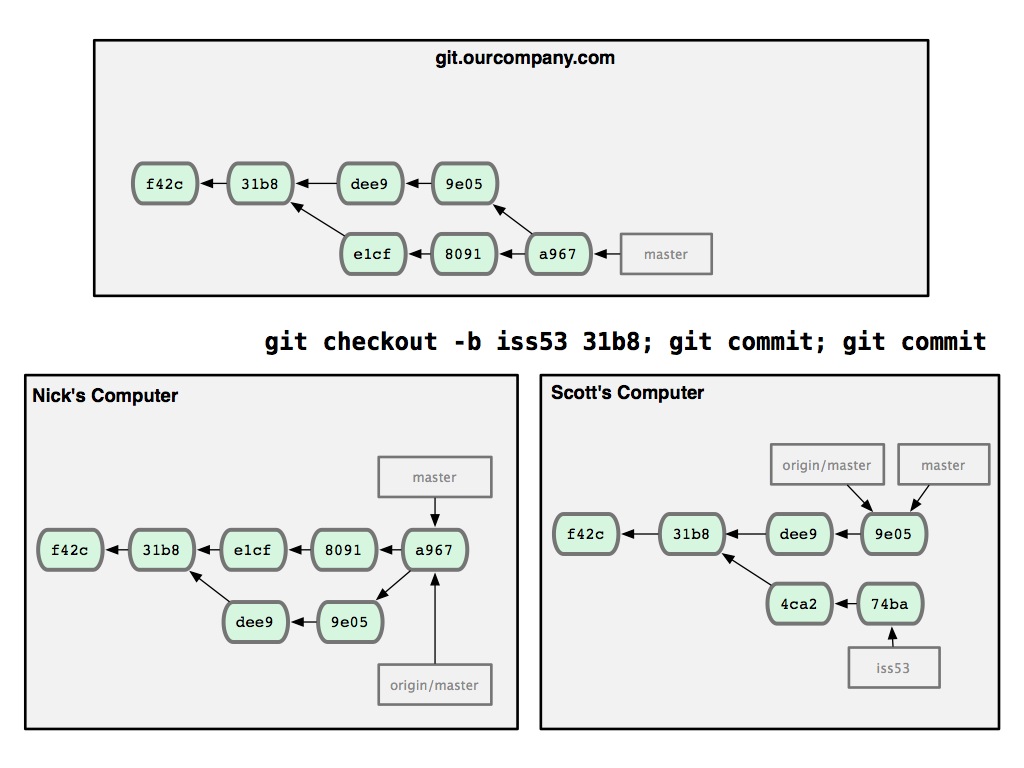 git.ourcompany.com
f42c 31b8 dee9 9e05
e1cf 8091 a967 master
git checkout -b iss53 31b8; git commit; git commit
Nick's Computer
master
f42c 31b8 e1cf 8091 a967
dee9 9e05
origin/master
Scott's Computer
origin/master master
f42c 31b8 dee9 9e05
4ca2 74ba
iss53